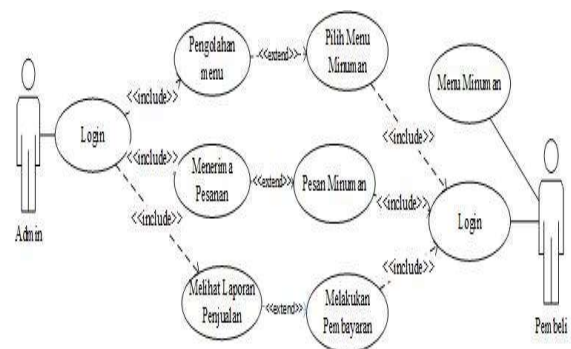 Pengolahan
menu
<<extend>>
Pilih Menu
Minuman
Menu Minuman
<<include>>
Login
<<include>>
Menerima
Pesanan
<<extend>>
Pesan Minuman
<<include>>
<<include>>
Login
Admin
<<include>>
<<include>>
Melihat Laporan
Penjualan
<<extend>>
Melakukan
Pembayaran
Pembeli